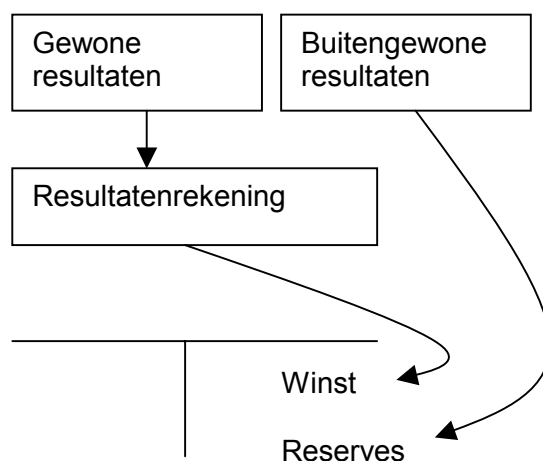 Gewone
resultaten
Buitengewone
resultaten
Resultatenrekening
Winst
Reserves